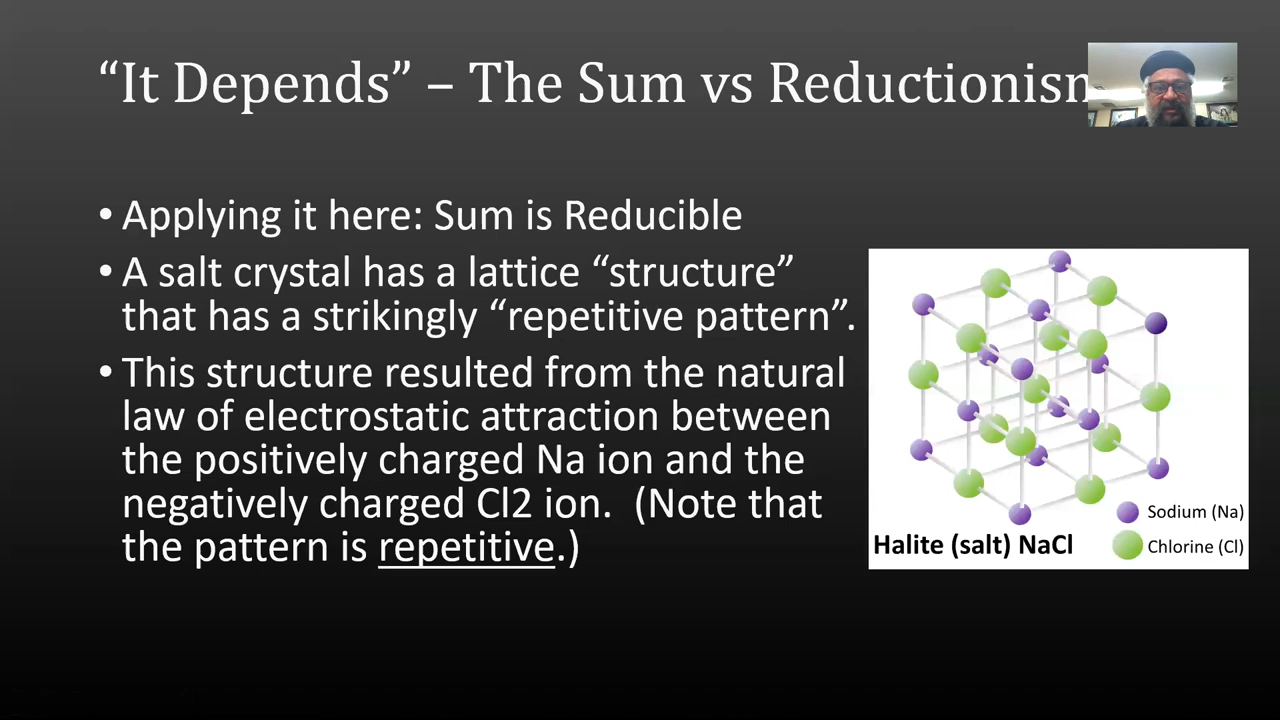 “It Depends” – The Sum vs Reductionism
• Applying it here: Sum is Reducible
• A salt crystal has a lattice “structure”
that has a strikingly “repetitive pattern”.
• This structure resulted from the natural
law of electrostatic attraction between
the positively charged Na ion and the
negatively charged Cl2 ion. (Note that
the pattern is repetitive.)
Sodium (Na)
Halite (salt) NaCl
Chlorine (Cl)